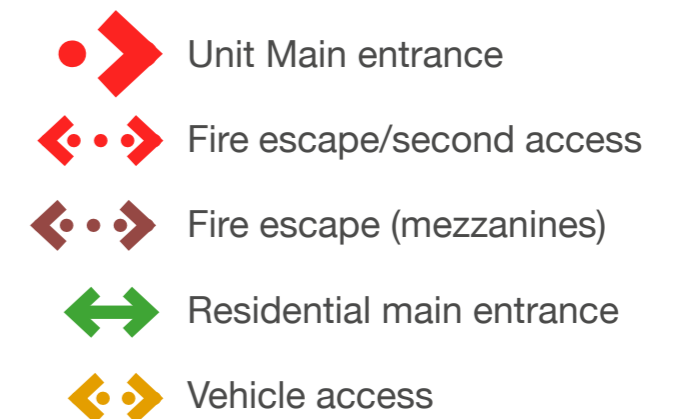 Unit Main entrance
Fire escape/second access
Fire escape (mezzanines)
Residential main entrance
Vehicle access